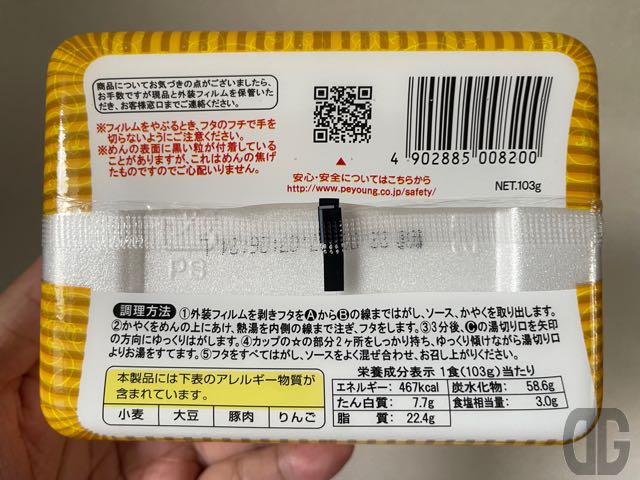 商品についてお気づきの点がございましたら、
お手数ですが現品と外装フィルムを保管いた
だき、お客様窓口までご連絡ください。
※フィルムをやぶるとき、フタのフチで手を
切らないようにご注意ください。
※めんの表面に黒い粒が付着している
ことがありますが、これはめんの焦げ
たものですのでご心配いりません。
▲
安心・安全についてはこちらから
http://www.peyoung.co.jp/safety/
4 902885 008200
NET.103g
PS
調理方法 ①外装フィルムを剥きフタをAからBの線まではがし、ソース、かやくを取り出します。
②かやくをめんの上にあけ、熱湯を内側の線まで注ぎ、フタをします。③3分後、Cの湯切り口を矢印
の方向にゆっくりはがします。④カップの☆の部分2ヶ所をしっかり持ち、ゆっくり傾けながら湯切り口
よりお湯をすてます。⑤フタをすべてはがし、ソースをよく混ぜ合わせ、お召し上がりください。
本製品には下表のアレルギー物質が
含まれています。
小麦 大豆 豚肉 りんご
栄養成分表示 1食(103g)当たり
エネルギー: 467kcal 炭水化物: 58.6g
たん白質: 7.7g 食塩相当量: 3.0g
脂質: 22.4g
DG